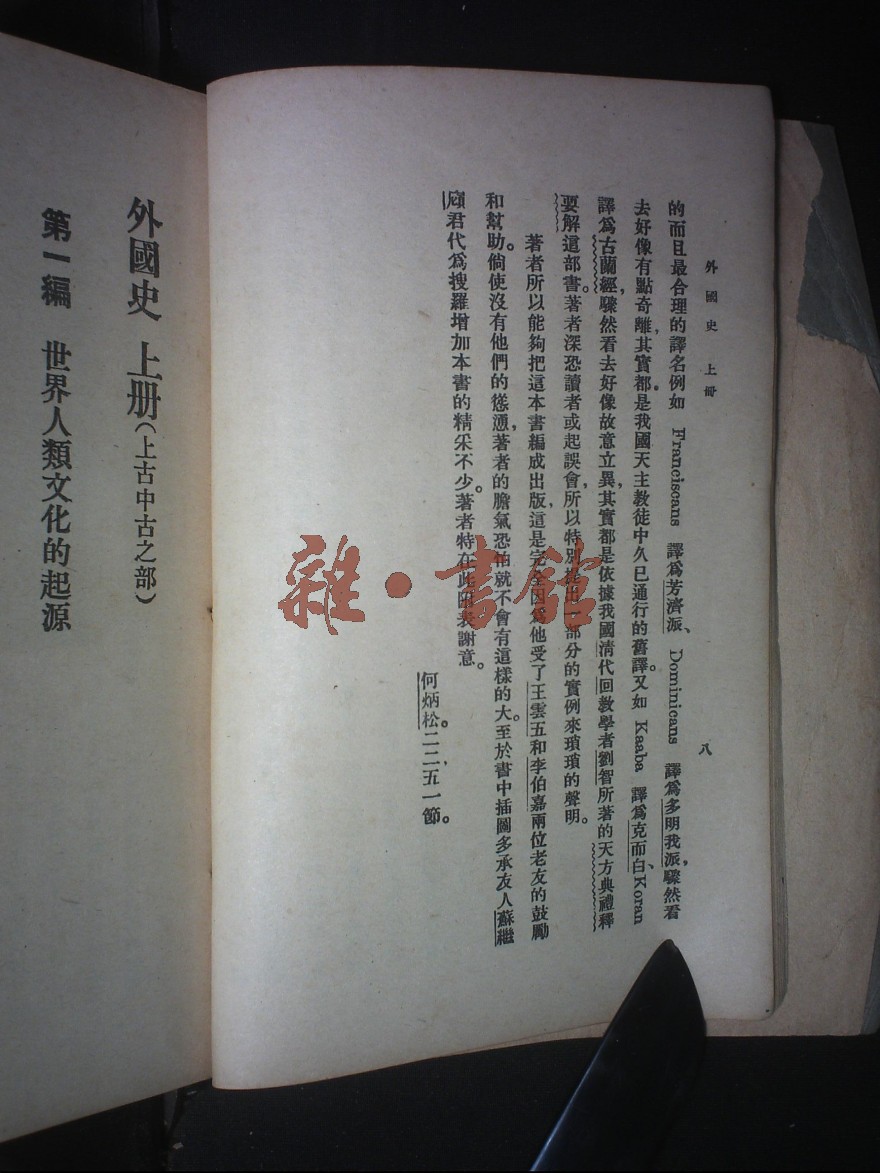 外國史 上册
八
的而且最合理的譯名例如 Franciscans 譯爲芳濟派、Dominicans 譯爲多明我派，驟然看
去好像有點奇離，其實都是我國天主教徒中久已通行的舊譯。又如 Kaaba 譯爲克而白、Koran
譯爲古蘭經，驟然看去好像故意立異，其實都是依據我國清代回教學者劉智所著的天方典禮釋
要解這部書。著者深恐讀者或起誤會，所以特別提出一部分的實例來瑣瑣的聲明。
著者所以能夠把這本書編成出版，這是完全因爲他受了王雲五和李伯嘉兩位老友的鼓勵
和幫助。倘使沒有他們的慫慂，著者的膽氣恐怕就不會有這樣的大。至於書中插圖多承友人蘇繼
廎君代爲搜羅增加本書的精采不少。著者特在此囘表謝意。
何炳松。二二，五一節。
外國史 上册（上古中古之部）
第一編 世界人類文化的起源
雜·書館